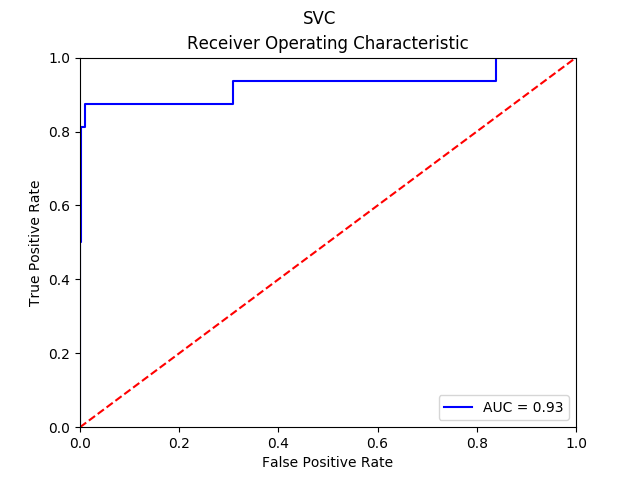 SVC
Receiver Operating Characteristic
1.0
0.8
0.6
0.4
0.2
0.0
True Positive Rate
AUC = 0.93
0.0 0.2 0.4 0.6 0.8 1.0
False Positive Rate